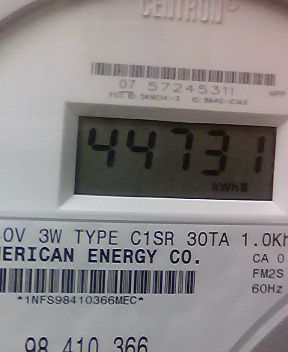 CENTRON
07 57245311
44731
kWh
0V 3W TYPE C1SR 30TA 1.0Kh
MERICAN ENERGY CO.
CA 0
*1NFS98410366MEC*
FM2S
60Hz
98 410 366